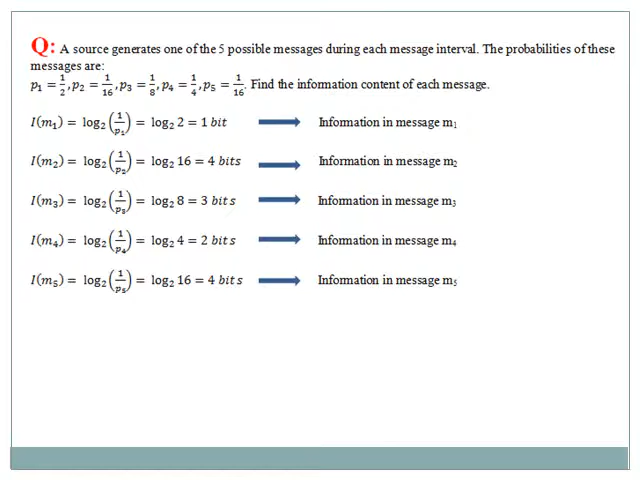 Q: A source generates one of the 5 possible messages during each message interval. The probabilities of these
messages are:
p₁ = 1/2, p₂ = 1/16, p₃ = 1/8, p₄ = 1/4, p₅ = 1/16. Find the information content of each message.
I(m₁) = log₂(1/p₁) = log₂ 2 = 1 bit Information in message m₁
I(m₂) = log₂(1/p₂) = log₂ 16 = 4 bits Information in message m₂
I(m₃) = log₂(1/p₃) = log₂ 8 = 3 bits Information in message m₃
I(m₄) = log₂(1/p₄) = log₂ 4 = 2 bits Information in message m₄
I(m₅) = log₂(1/p₅) = log₂ 16 = 4 bits Information in message m₅